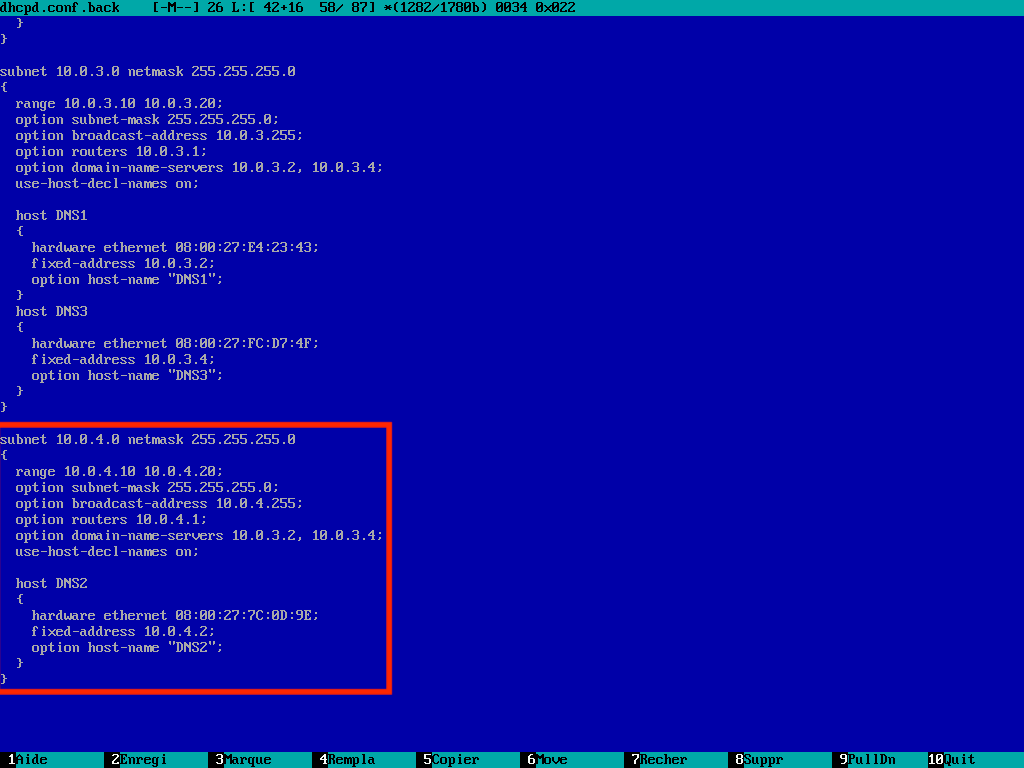 dhcpd.conf.back    [-M--] 26 L:[ 42+16  58/ 87] *(1282/1780b) 0034 0x022
  }
}
subnet 10.0.3.0 netmask 255.255.255.0
{
  range 10.0.3.10 10.0.3.20;
  option subnet-mask 255.255.255.0;
  option broadcast-address 10.0.3.255;
  option routers 10.0.3.1;
  option domain-name-servers 10.0.3.2, 10.0.3.4;
  use-host-decl-names on;
  host DNS1
  {
    hardware ethernet 08:00:27:E4:23:43;
    fixed-address 10.0.3.2;
    option host-name "DNS1";
  }
  host DNS3
  {
    hardware ethernet 08:00:27:FC:D7:4F;
    fixed-address 10.0.3.4;
    option host-name "DNS3";
  }
}
subnet 10.0.4.0 netmask 255.255.255.0
{
  range 10.0.4.10 10.0.4.20;
  option subnet-mask 255.255.255.0;
  option broadcast-address 10.0.4.255;
  option routers 10.0.4.1;
  option domain-name-servers 10.0.3.2, 10.0.3.4;
  use-host-decl-names on;
  host DNS2
  {
    hardware ethernet 08:00:27:7C:0D:9E;
    fixed-address 10.0.4.2;
    option host-name "DNS2";
  }
}
1Aide 2Enregi 3Marque 4Rempla 5Copier 6Move 7Recher 8Suppr 9PullDn 10Quit